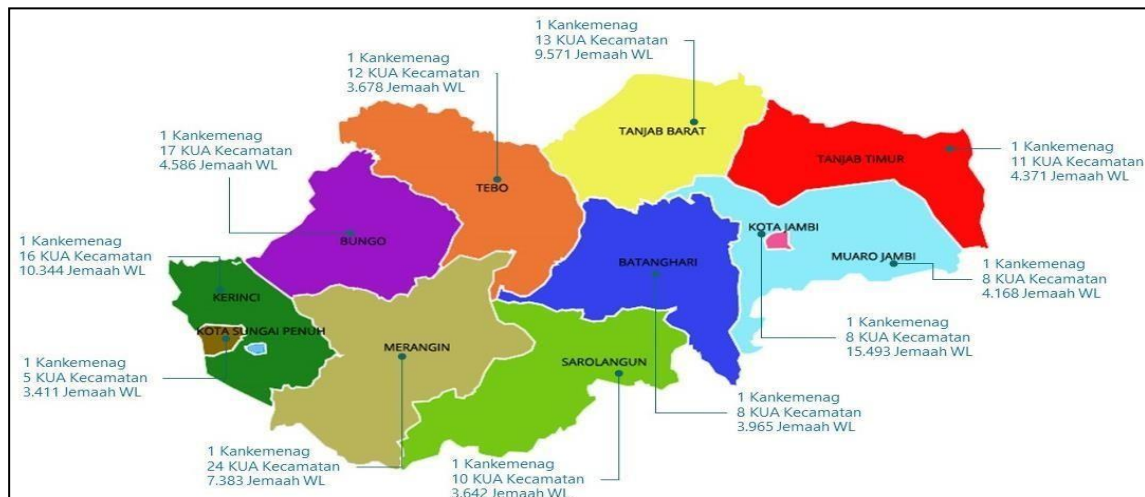 1 Kankemenag
13 KUA Kecamatan
9.571 Jemaah WL
1 Kankemenag
12 KUA Kecamatan
3.678 Jemaah WL
1 Kankemenag
17 KUA Kecamatan
4.586 Jemaah WL
TANJAB BARAT
TANJAB TIMUR
1 Kankemenag
11 KUA Kecamatan
4.371 Jemaah WL
TEBO
1 Kankemenag
16 KUA Kecamatan
10.344 Jemaah WL
BUNGO
KOTA JAMBI
BATANGHARI
MUARO JAMBI
1 Kankemenag
8 KUA Kecamatan
4.168 Jemaah WL
KERINCI
KOTA SUNGAI PENUH
MERANGIN
SAROLANGUN
1 Kankemenag
8 KUA Kecamatan
15.493 Jemaah WL
1 Kankemenag
5 KUA Kecamatan
3.411 Jemaah WL
1 Kankemenag
8 KUA Kecamatan
3.965 Jemaah WL
1 Kankemenag
24 KUA Kecamatan
7.383 Jemaah WL
1 Kankemenag
10 KUA Kecamatan
3.642 Jemaah WL